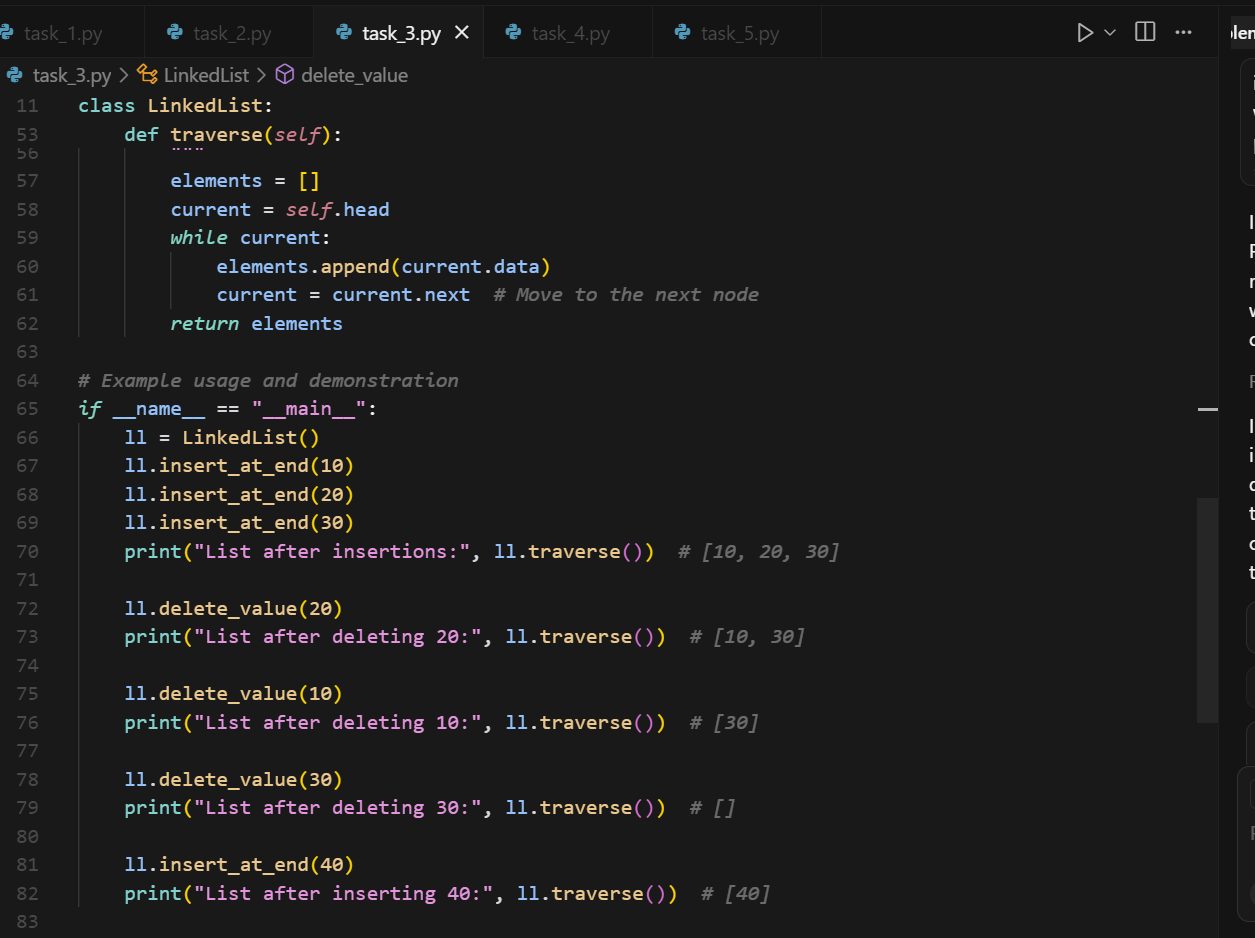 task_1.py task_2.py task_3.py task_4.py task_5.py
task_3.py > LinkedList > delete_value
11 class LinkedList:
53 def traverse(self):
56 """
57 elements = []
58 current = self.head
59 while current:
60 elements.append(current.data)
61 current = current.next # Move to the next node
62 return elements
63
64 # Example usage and demonstration
65 if __name__ == "__main__":
66 ll = LinkedList()
67 ll.insert_at_end(10)
68 ll.insert_at_end(20)
69 ll.insert_at_end(30)
70 print("List after insertions:", ll.traverse()) # [10, 20, 30]
71
72 ll.delete_value(20)
73 print("List after deleting 20:", ll.traverse()) # [10, 30]
74
75 ll.delete_value(10)
76 print("List after deleting 10:", ll.traverse()) # [30]
77
78 ll.delete_value(30)
79 print("List after deleting 30:", ll.traverse()) # []
80
81 ll.insert_at_end(40)
82 print("List after inserting 40:", ll.traverse()) # [40]
83